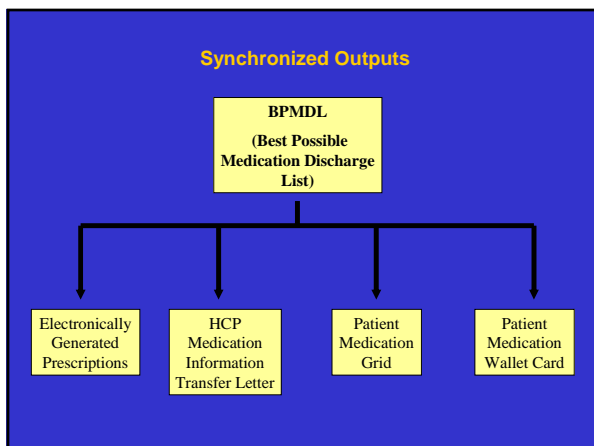 Synchronized Outputs
BPMDL
(Best Possible
Medication Discharge
List)
Electronically
Generated
Prescriptions
HCP
Medication
Information
Transfer Letter
Patient
Medication
Grid
Patient
Medication
Wallet Card